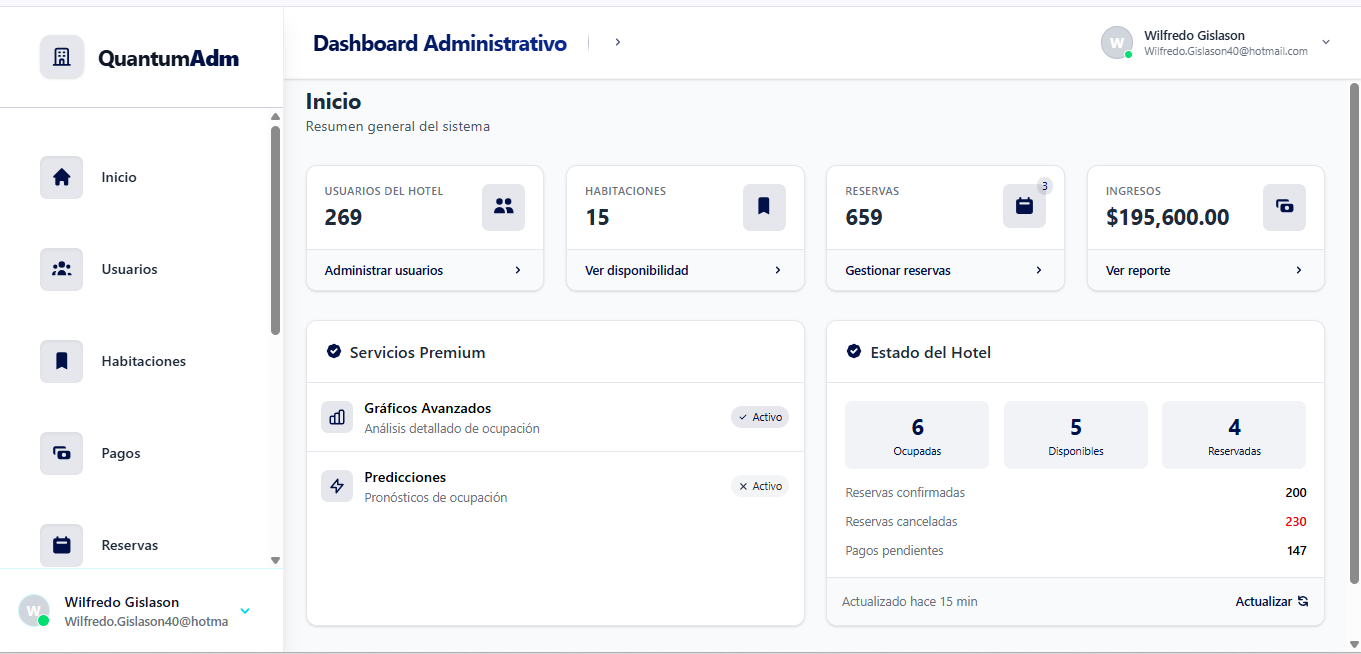 QuantumAdm
Dashboard Administrativo
W
Wilfredo Gislason
Wilfredo.Gislason40@hotmail.com
Inicio
Usuarios
Habitaciones
Pagos
Reservas
W
Wilfredo Gislason
Wilfredo.Gislason40@hotma
Inicio
Resumen general del sistema
USUARIOS DEL HOTEL
269
Administrar usuarios
HABITACIONES
15
Ver disponibilidad
RESERVAS
3
659
Gestionar reservas
INGRESOS
$195,600.00
Ver reporte
Servicios Premium
Gráficos Avanzados
Análisis detallado de ocupación
Activo
Predicciones
Pronósticos de ocupación
Activo
Estado del Hotel
6
Ocupadas
5
Disponibles
4
Reservadas
Reservas confirmadas 200
Reservas canceladas 230
Pagos pendientes 147
Actualizado hace 15 min
Actualizar